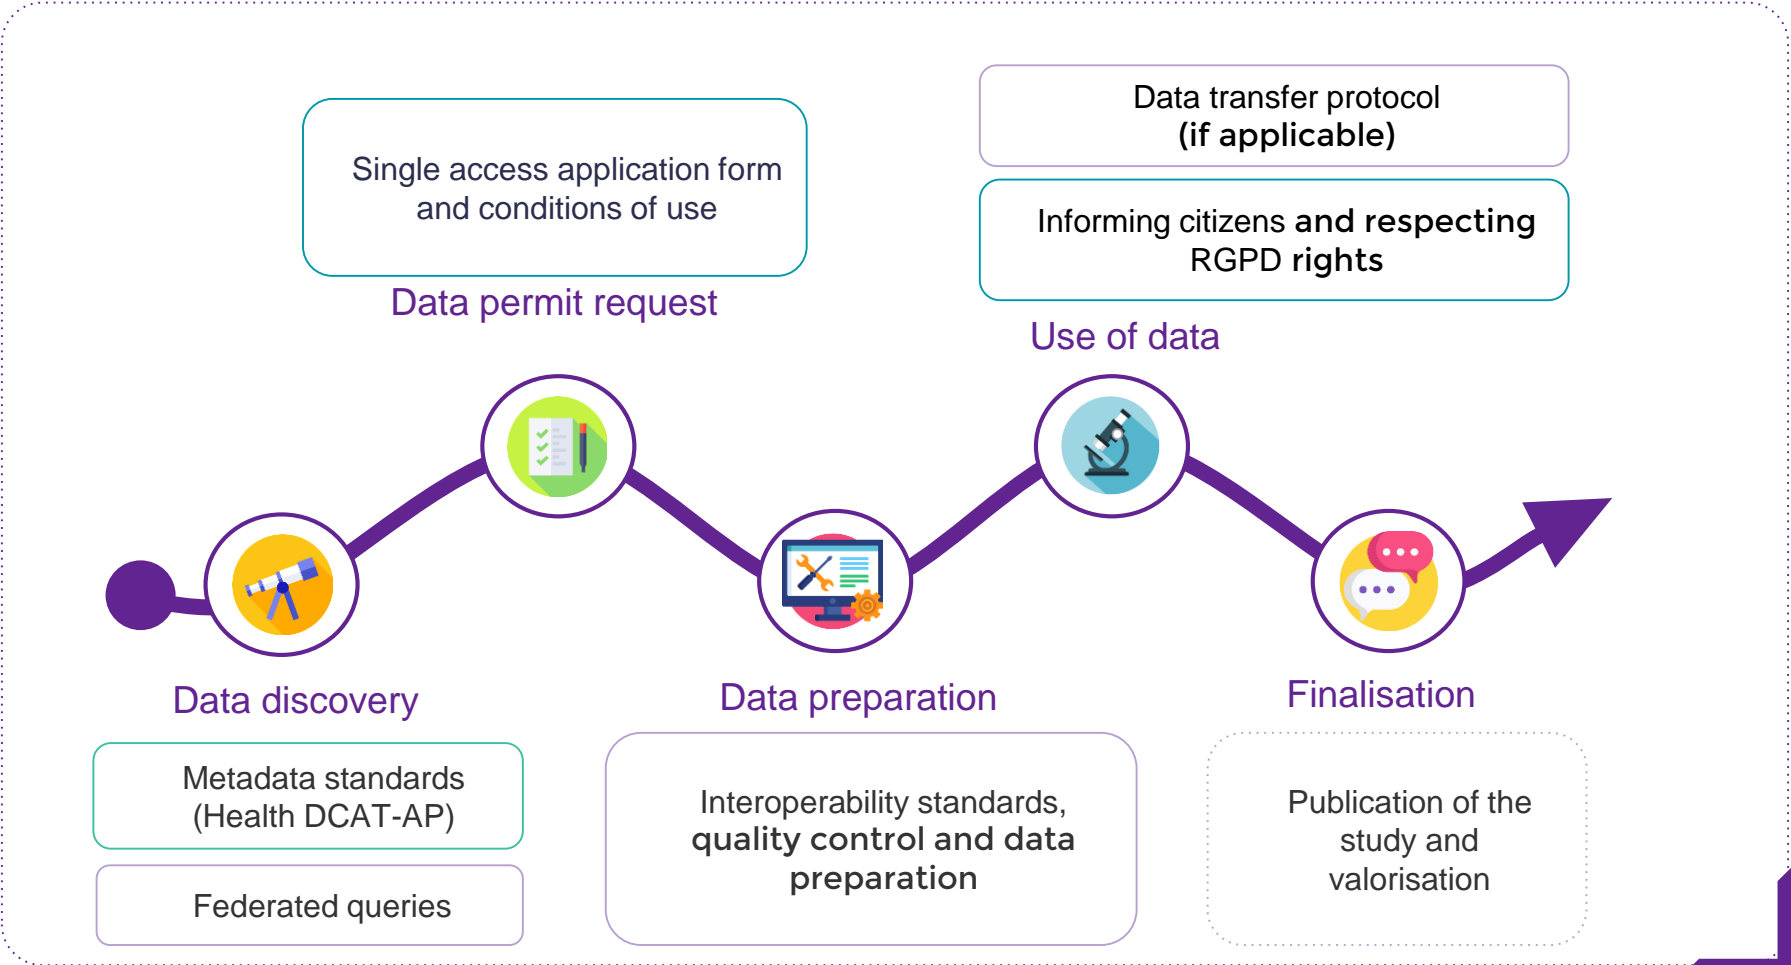 Single access application form
and conditions of use
Data permit request
Data transfer protocol
(if applicable)
Informing citizens and respecting
RGPD rights
Use of data
Data discovery
Metadata standards
(Health DCAT-AP)
Federated queries
Data preparation
Interoperability standards,
quality control and data
preparation
Finalisation
Publication of the
study and
valorisation